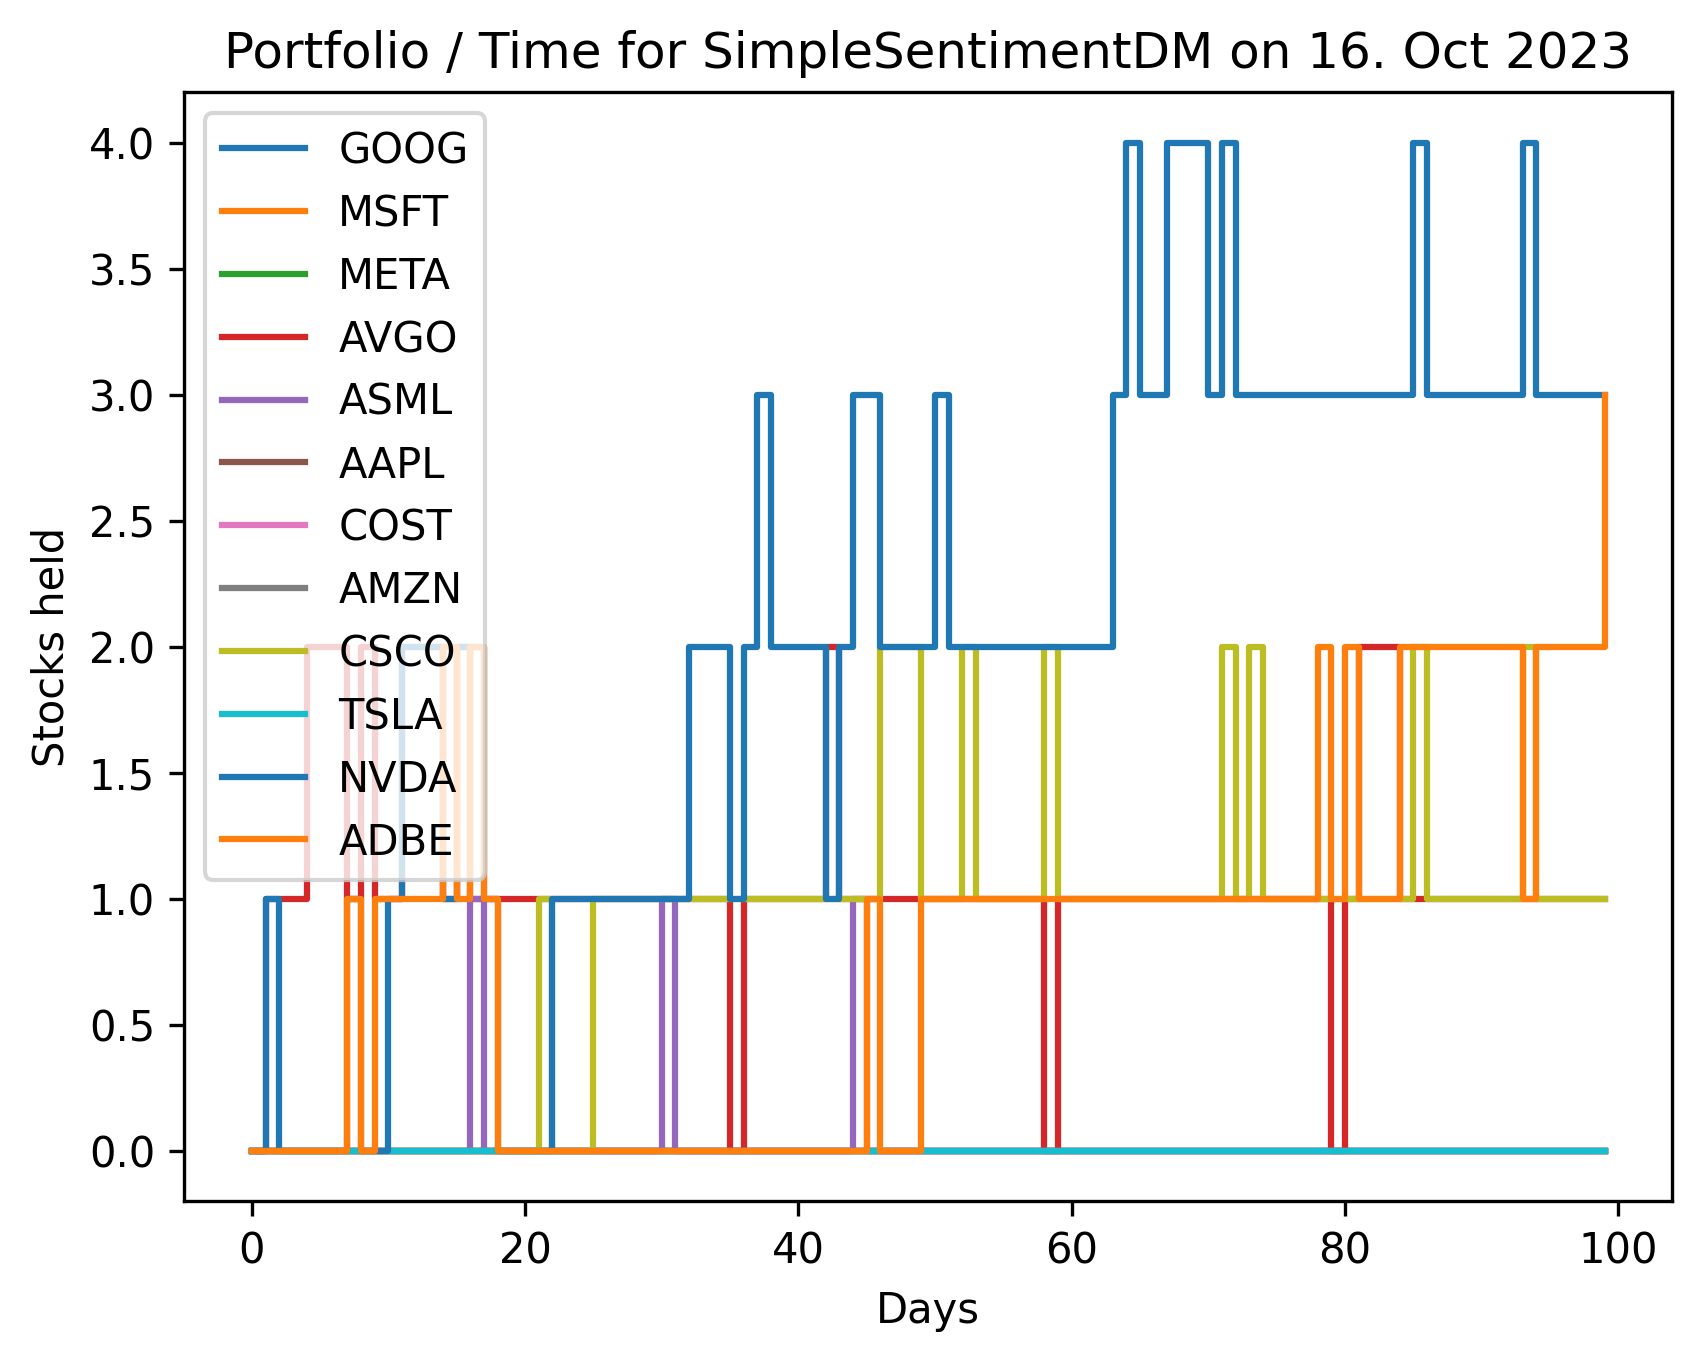 Portfolio / Time for SimpleSentimentDM on 16. Oct 2023
GOOG
MSFT
META
AVGO
ASML
AAPL
COST
AMZN
CSCO
TSLA
NVDA
ADBE
4.0
3.5
3.0
2.5
2.0
1.5
1.0
0.5
0.0
Stocks held
0 20 40 60 80 100
Days